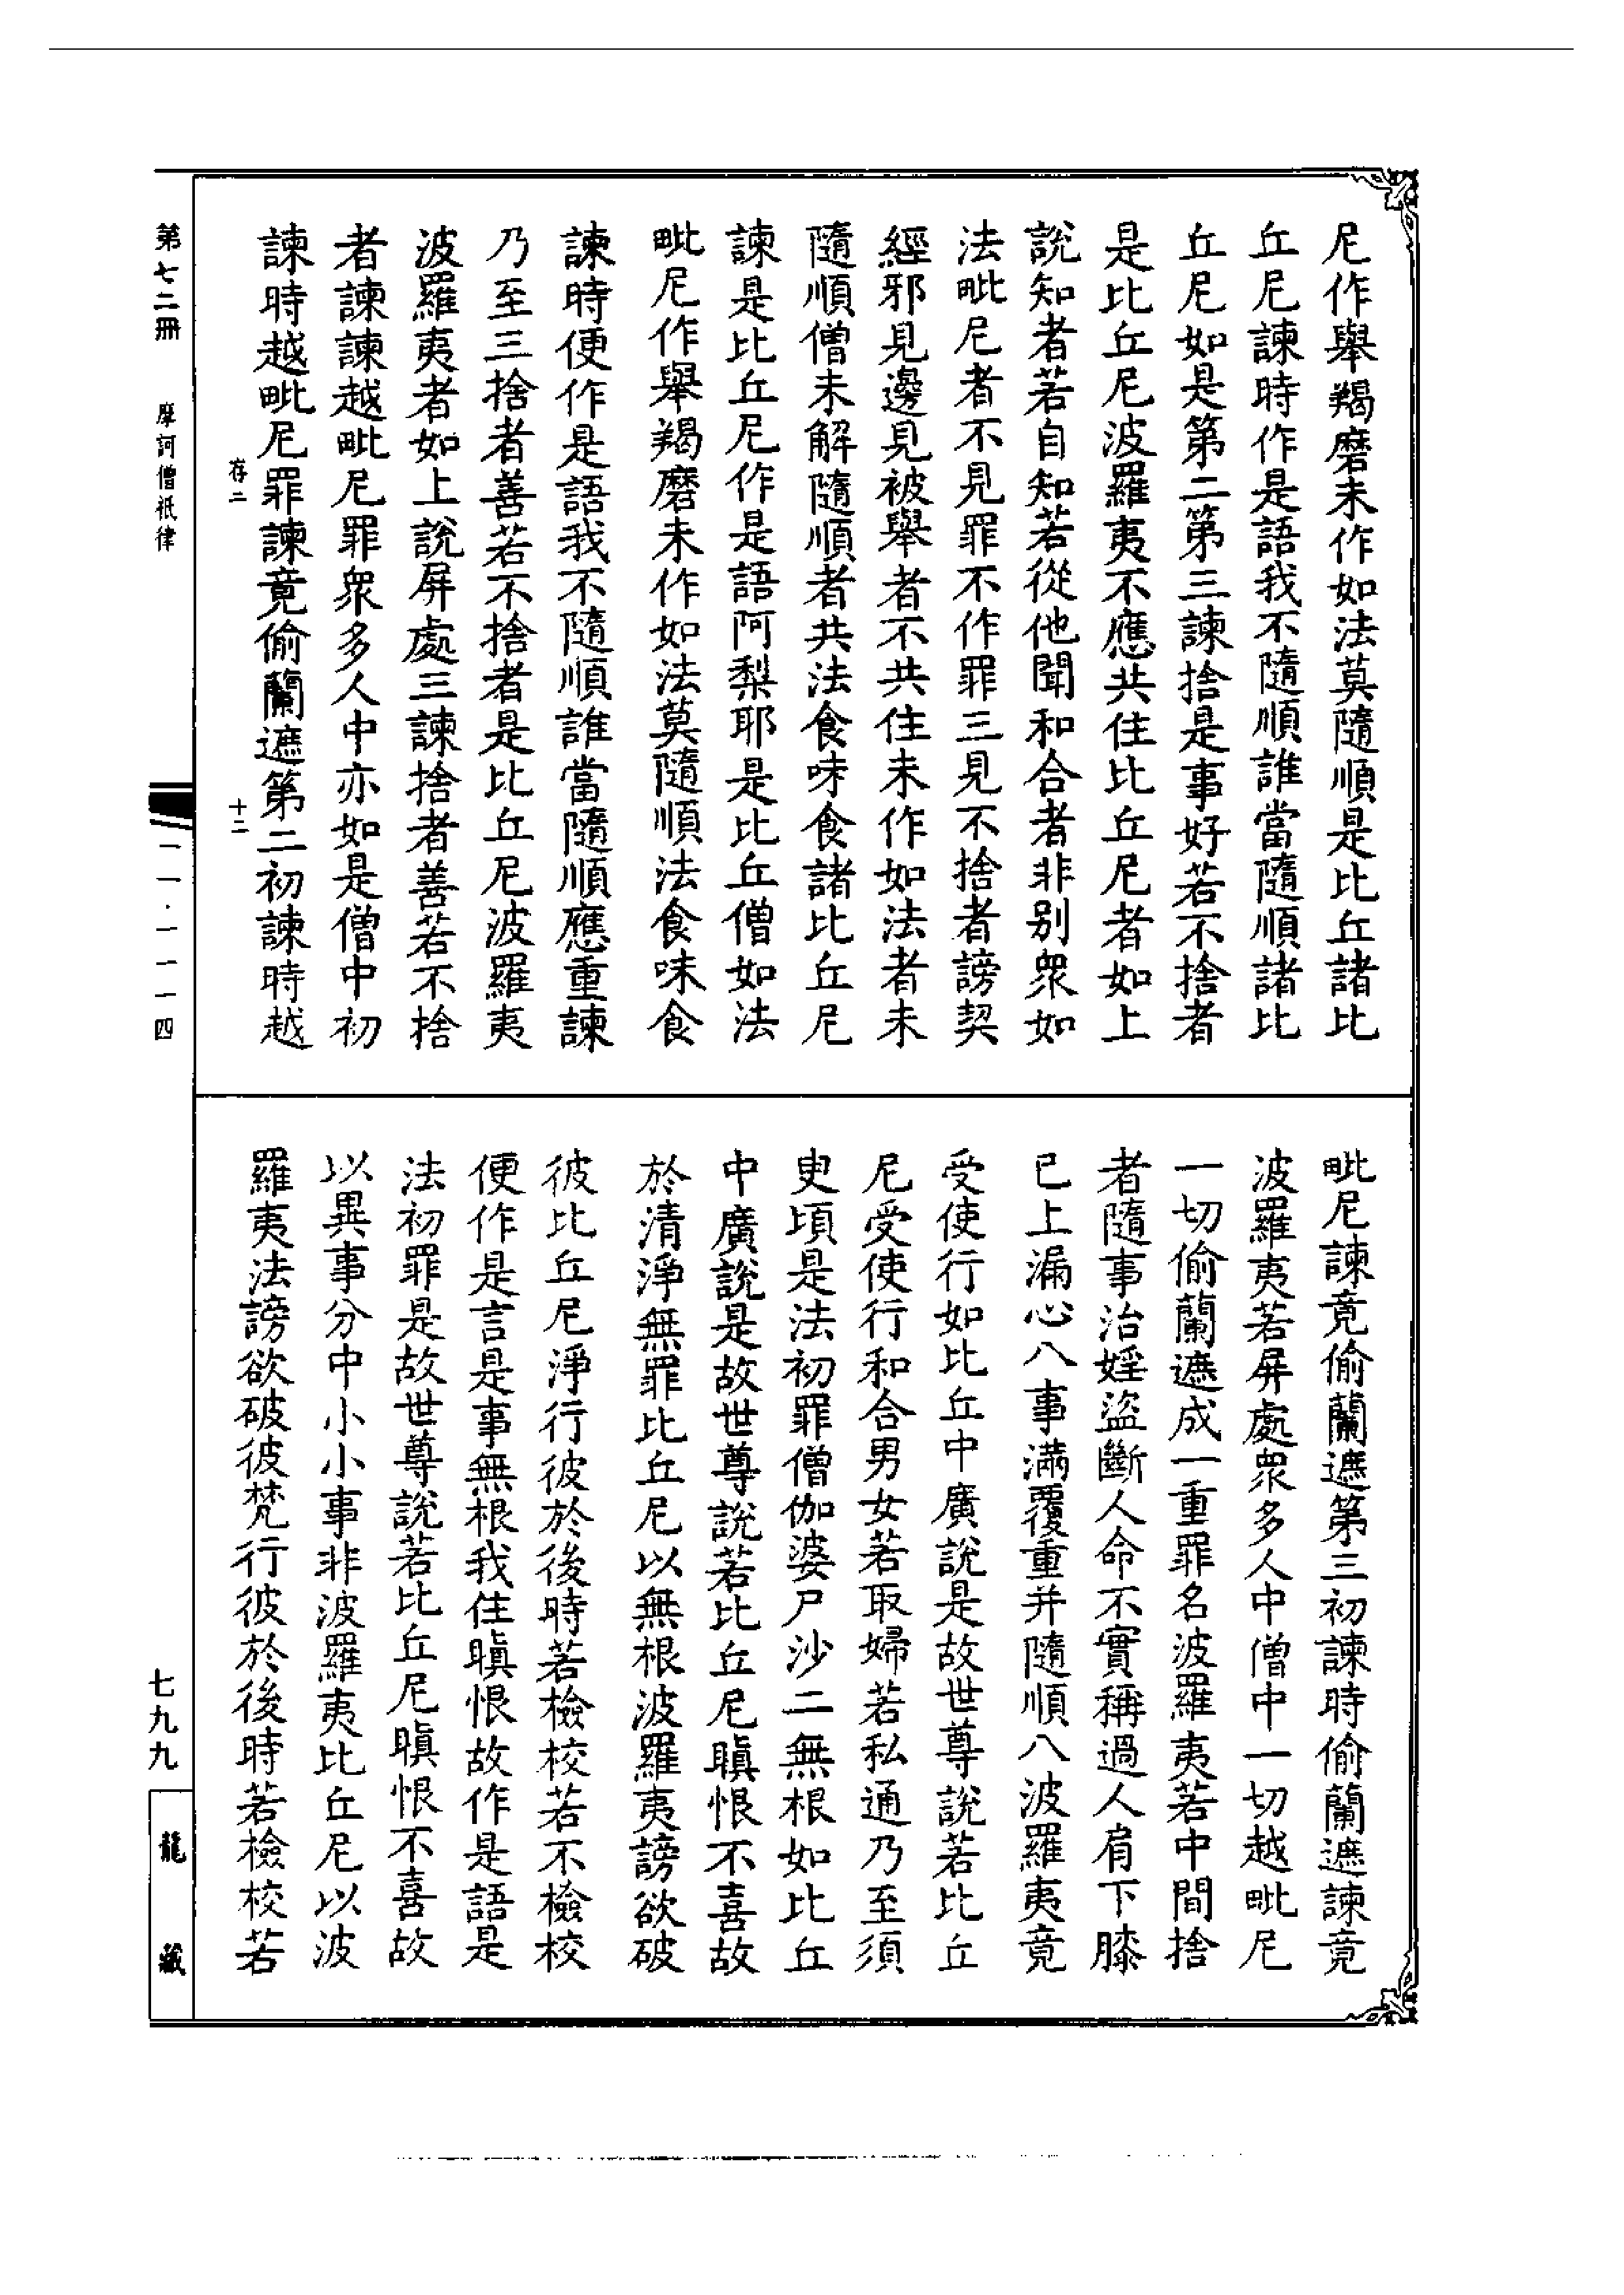 尼作舉羯磨未作如法莫隨順是比丘諸比
丘尼諫時作是語我不隨順誰當隨順諸比
丘尼如是第二第三諫捨是事好若不捨者
是比丘尼波羅夷不應共住比丘尼者如上
說知者若自知若從他聞和合者非別眾如
法毗尼者不見罪不作罪三見不捨者謗契
經邪見邊見被舉者不共住未作如法者未
隨順僧未解隨順者共法食味食諸比丘尼
諫是比丘尼作是語阿梨耶是比丘僧如法
毗尼作舉羯磨未作如法莫隨順法食味食
諫時便作是語我不隨順誰當隨順應重諫
乃至三捨者善若不捨者是比丘尼波羅夷
波羅夷者如上說屏處三諫捨者善若不捨
者諫諫越毗尼罪眾多人中亦如是僧中初
諫時越毗尼罪諫竟偷蘭遮第二初諫時越
毗尼諫竟偷蘭遮第三初諫時偷蘭遮諫竟
波羅夷若屏處眾多人中僧中一切越毗尼
一切偷蘭遮成一重罪名波羅夷若中間捨
者隨事治婬盜斷人命不實稱過人肩下膝
已上漏心八事滿覆重并隨順八波羅夷竟
受使行如比丘中廣說是故世尊說若比丘
尼受使行和合男女若取婦若私通乃至須
臾頃是法初罪僧伽婆尸沙二無根如比丘
中廣說是故世尊說若比丘尼瞋恨不喜故
於清淨無罪比丘尼以無根波羅夷謗欲破
彼比丘尼淨行彼於後時若檢校若不檢校
便作是言是事無根我住瞋恨故作是語是
法初罪是故世尊說若比丘尼瞋恨不喜故
以異事分中小小事非波羅夷比丘尼以波
羅夷法謗欲破彼梵行彼於後時若檢校若
第七二冊 摩訶僧祇律
存二 十二
一一·一一一四
七九九
龍藏